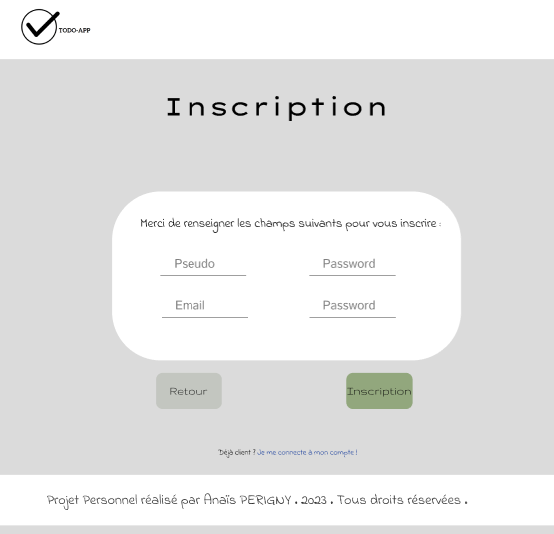 TODO-APP
Inscription
Merci de renseigner les champs suivants pour vous inscrire :
Pseudo Password
Email Password
Retour Inscription
Déjà client ? Je me connecte à mon compte !
Projet Personnel réalisé par Anaïs PERIGNY . 2023 . Tous droits réservées .